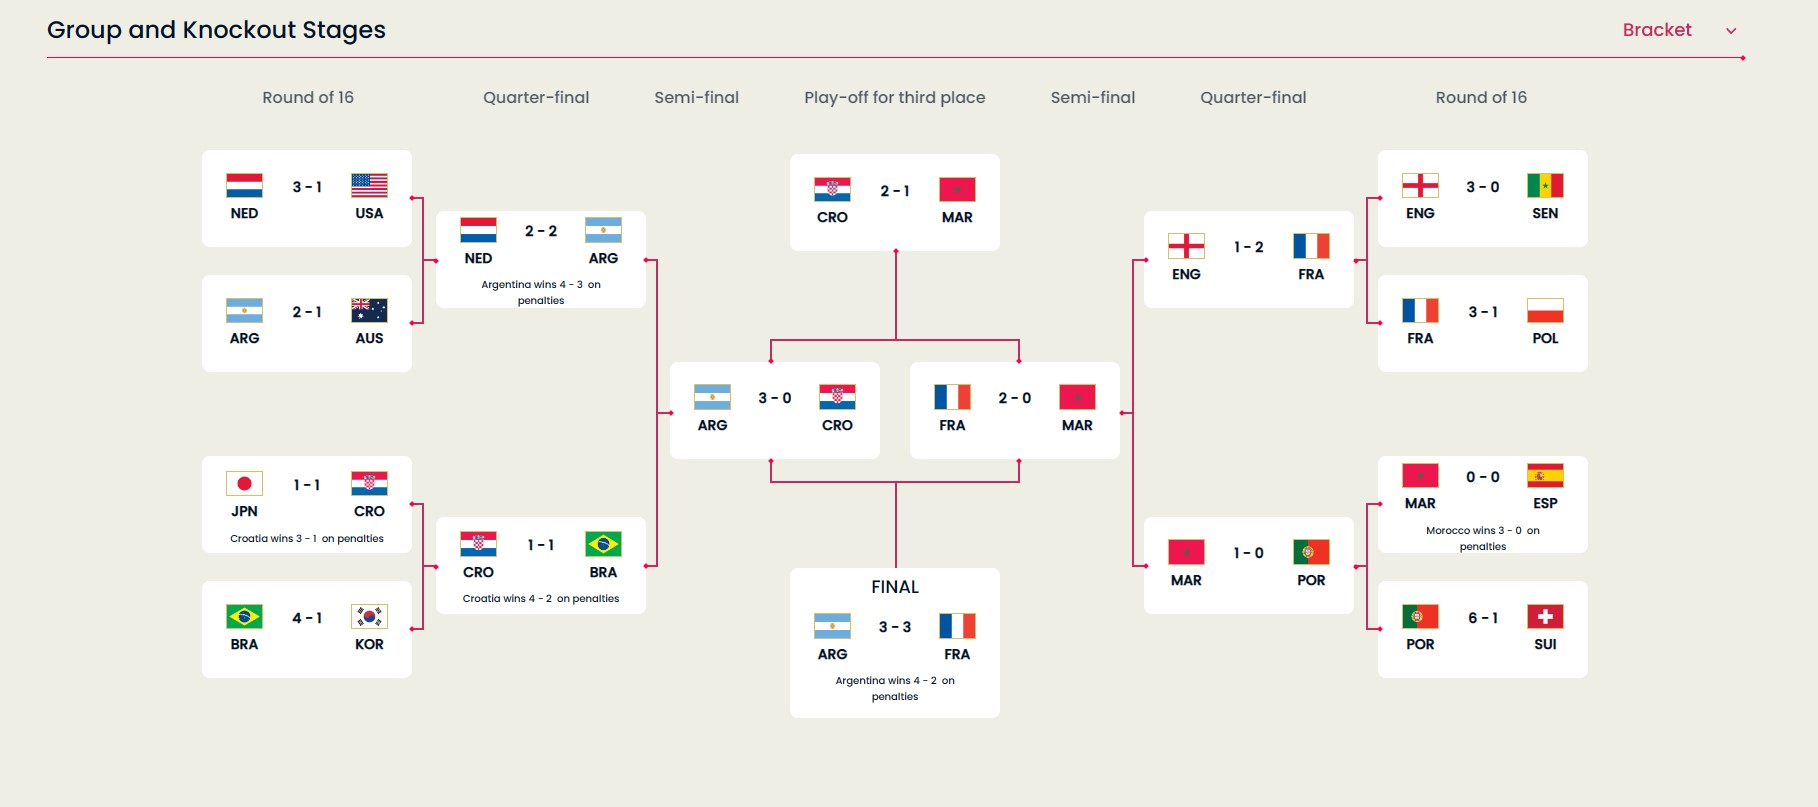 Group and Knockout Stages
Bracket
Round of 16 Quarter-final Semi-final Play-off for third place Semi-final Quarter-final Round of 16
3 - 1
NED USA
2 - 1
ARG AUS
1 - 1
JPN CRO
Croatia wins 3 - 1 on penalties
4 - 1
BRA KOR
2 - 2
NED ARG
Argentina wins 4 - 3 on
penalties
1 - 1
CRO BRA
Croatia wins 4 - 2 on penalties
3 - 0
ARG CRO
2 - 1
CRO MAR
FINAL
3 - 3
ARG FRA
Argentina wins 4 - 2 on
penalties
2 - 0
FRA MAR
1 - 2
ENG FRA
1 - 0
MAR POR
3 - 0
ENG SEN
3 - 1
FRA POL
0 - 0
MAR ESP
Morocco wins 3 - 0 on
penalties
6 - 1
POR SUI